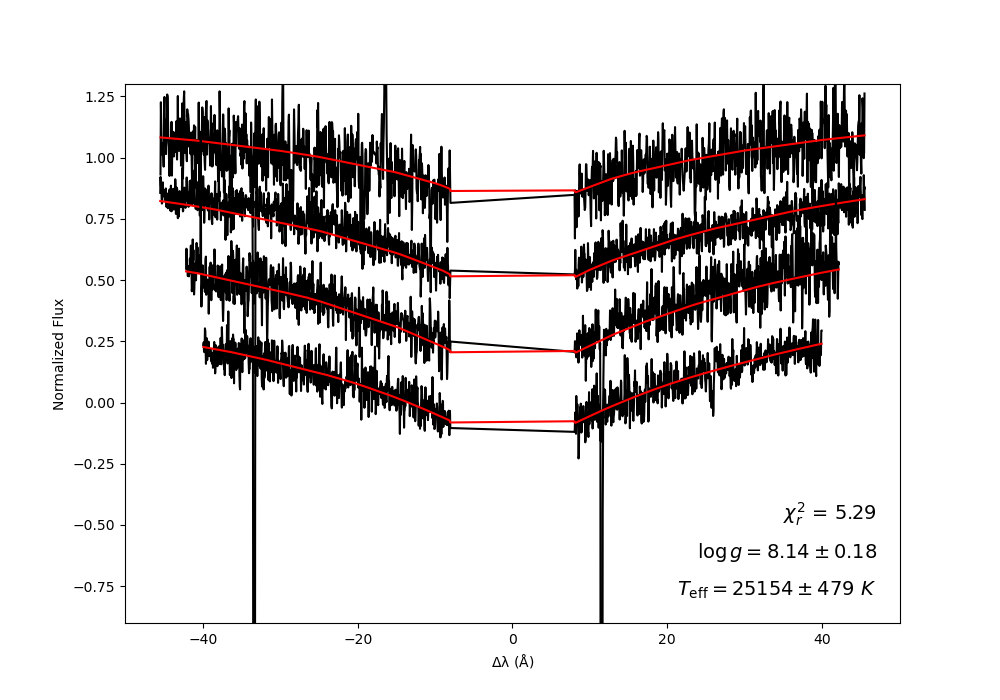 1.25
1.00
0.75
0.50
0.25
0.00
−0.25
−0.50
−0.75
Normalized Flux
χ²ᵣ = 5.29
log g = 8.14 ± 0.18
T_eff = 25154 ± 479 K
−40 −20 0 20 40
Δλ (Å)